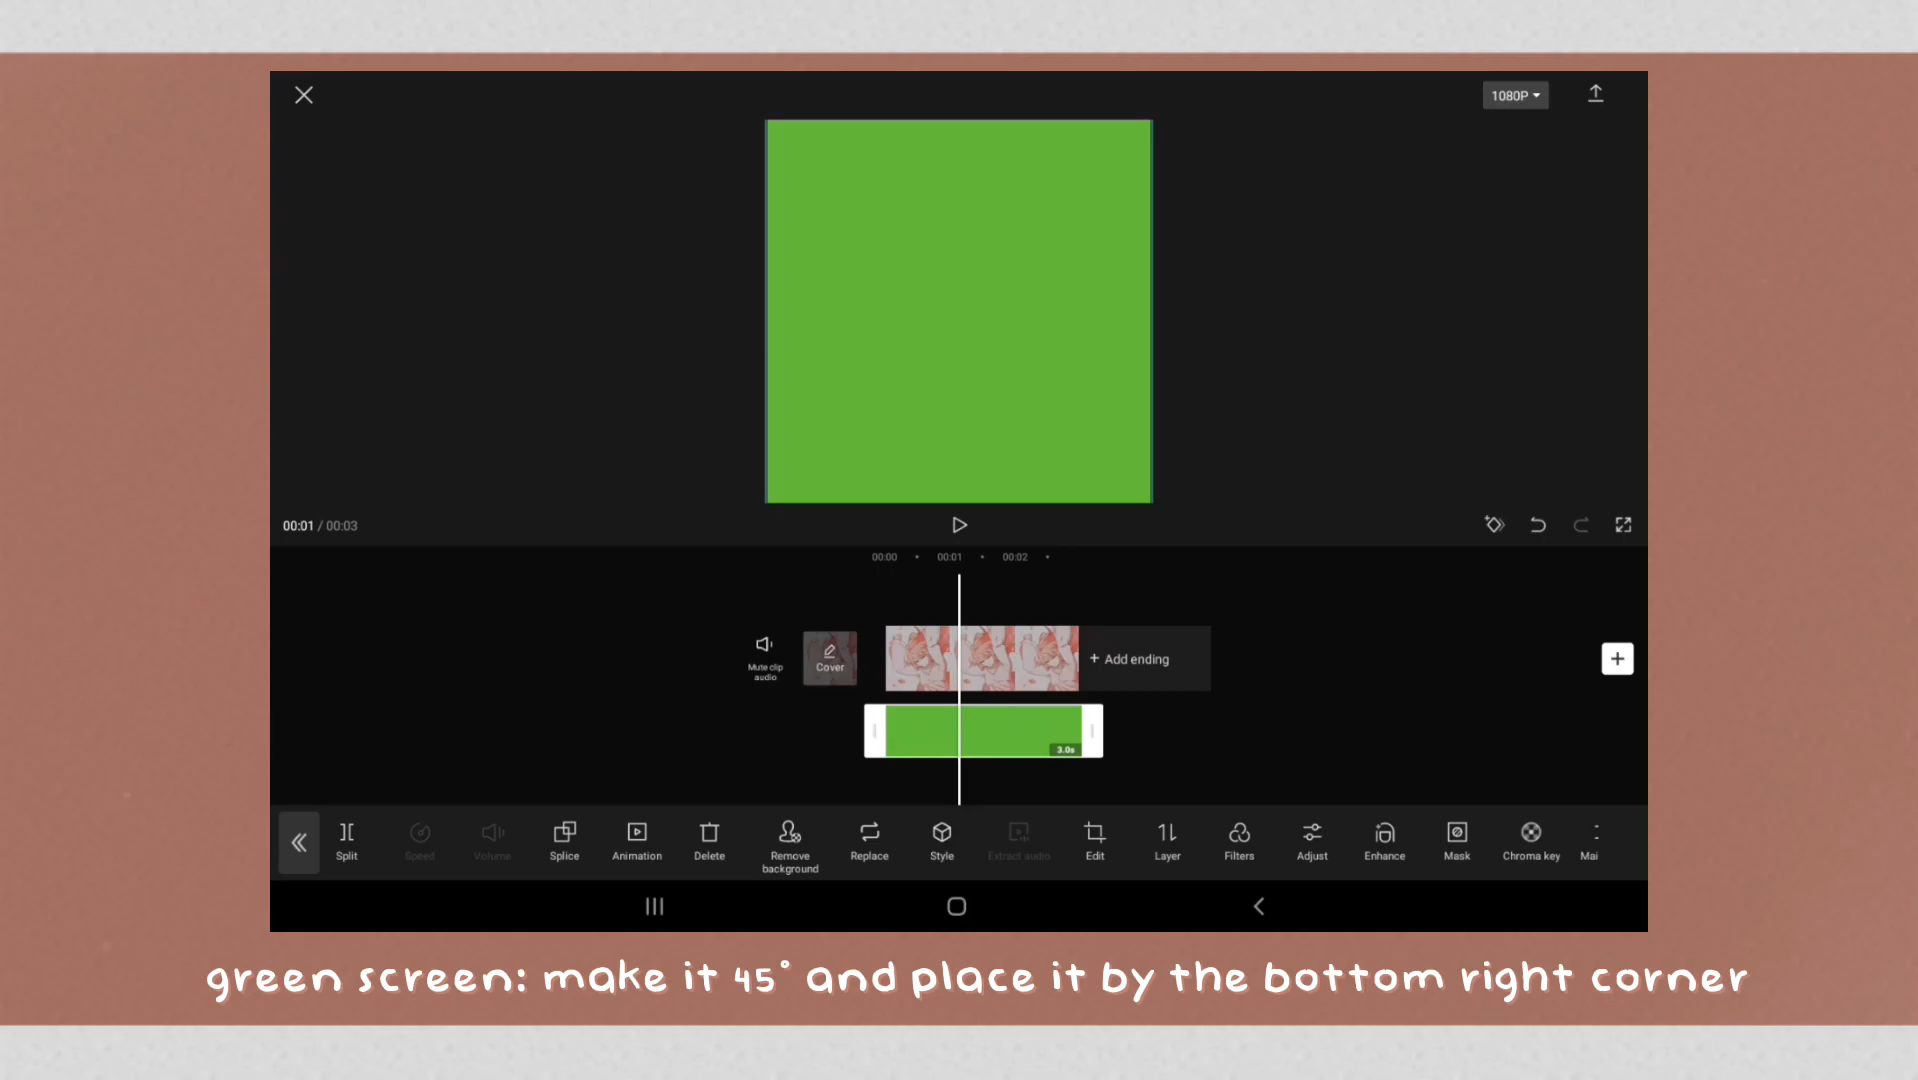 1080P
00:01 / 00:03
00:00 • 00:01 • 00:02 •
Mute clip
audio
Cover
+ Add ending
3.0s
Split
Speed
Volume
Splice
Animation
Delete
Remove
background
Replace
Style
Extract audio
Edit
Layer
Filters
Adjust
Enhance
Mask
Chroma key
Mai
green screen: make it 45° and place it by the bottom right corner